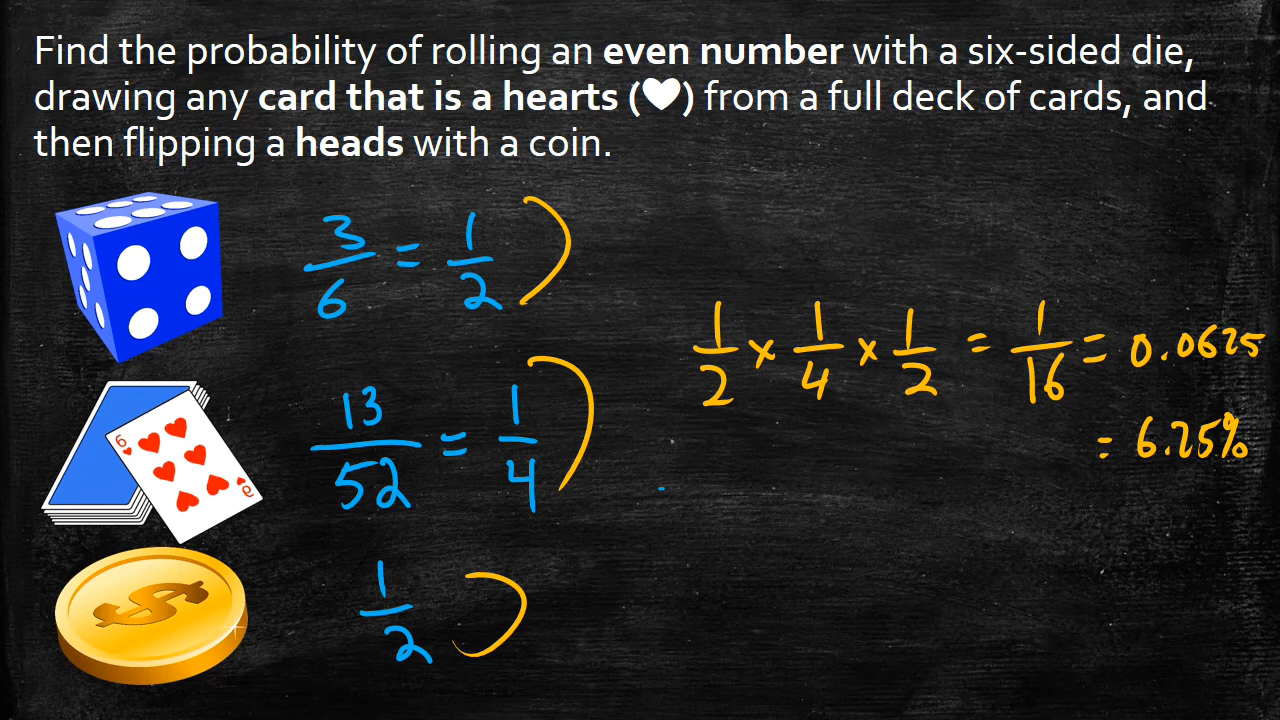 Find the probability of rolling an even number with a six-sided die,
drawing any card that is a hearts (♥) from a full deck of cards, and
then flipping a heads with a coin.
3/6 = 1/2
1/2 × 1/4 × 1/2 = 1/16 = 0.0625
= 6.25%
13/52 = 1/4
6
6
$
1/2